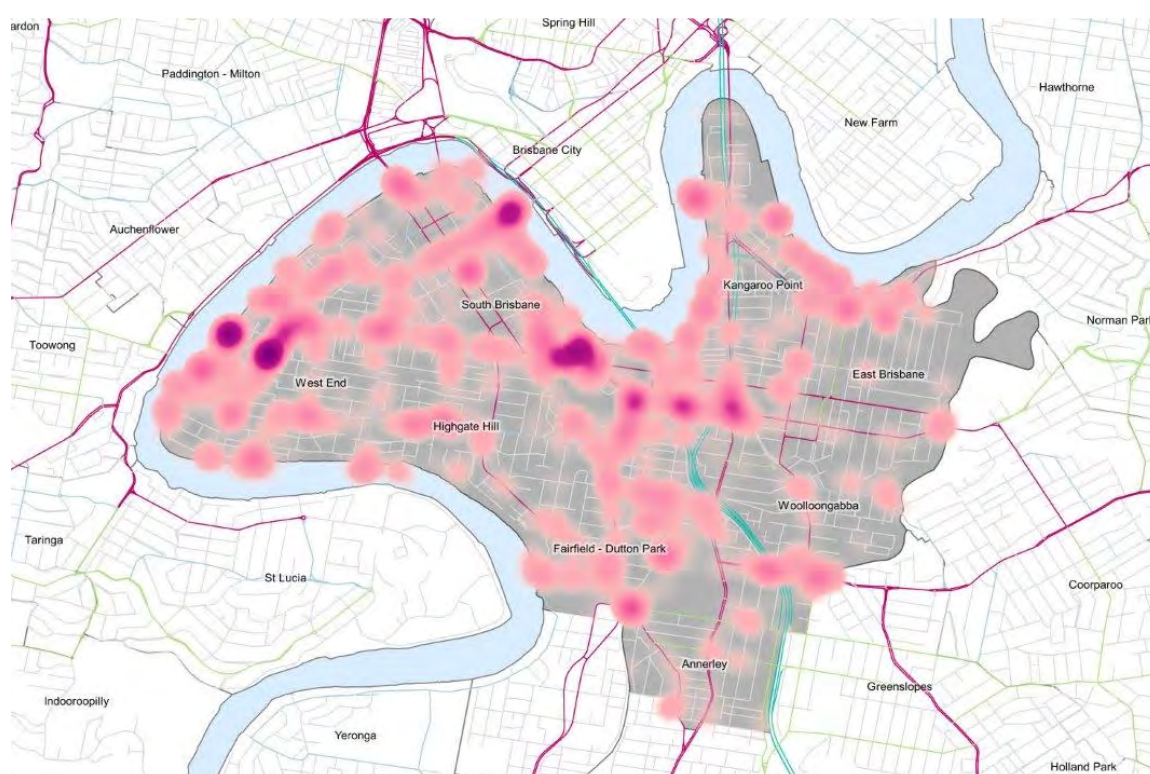 ardon
Spring Hill
Paddington - Milton
Hawthorne
New Farm
Brisbane City
Auchenflower
Kangaroo Point
South Brisbane
Norman Par
Toowong
East Brisbane
West End
Highgate Hill
Woolloongabba
Taringa
Fairfield - Dutton Park
St Lucia
Coorparoo
Annerley
Greenslopes
Indooroopilly
Yeronga
Holland Park